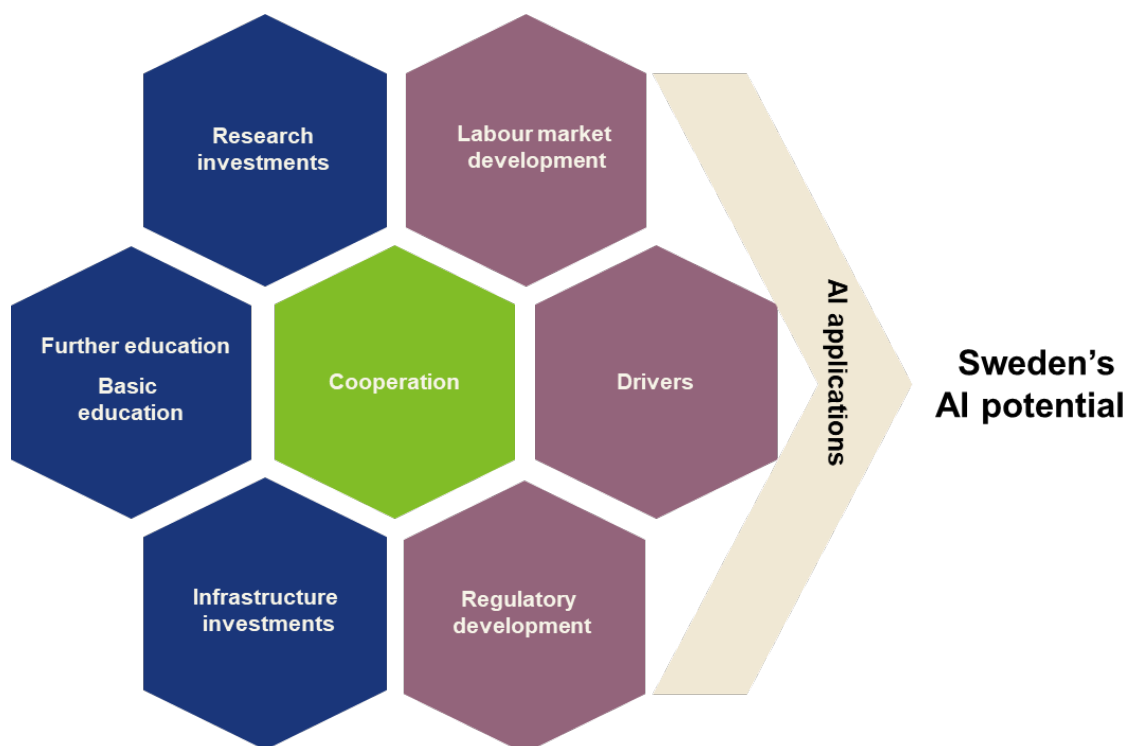 Research
investments
Labour market
development
Further education
Basic
education
Cooperation
Drivers
AI applications
Sweden’s
AI potential
Infrastructure
investments
Regulatory
development